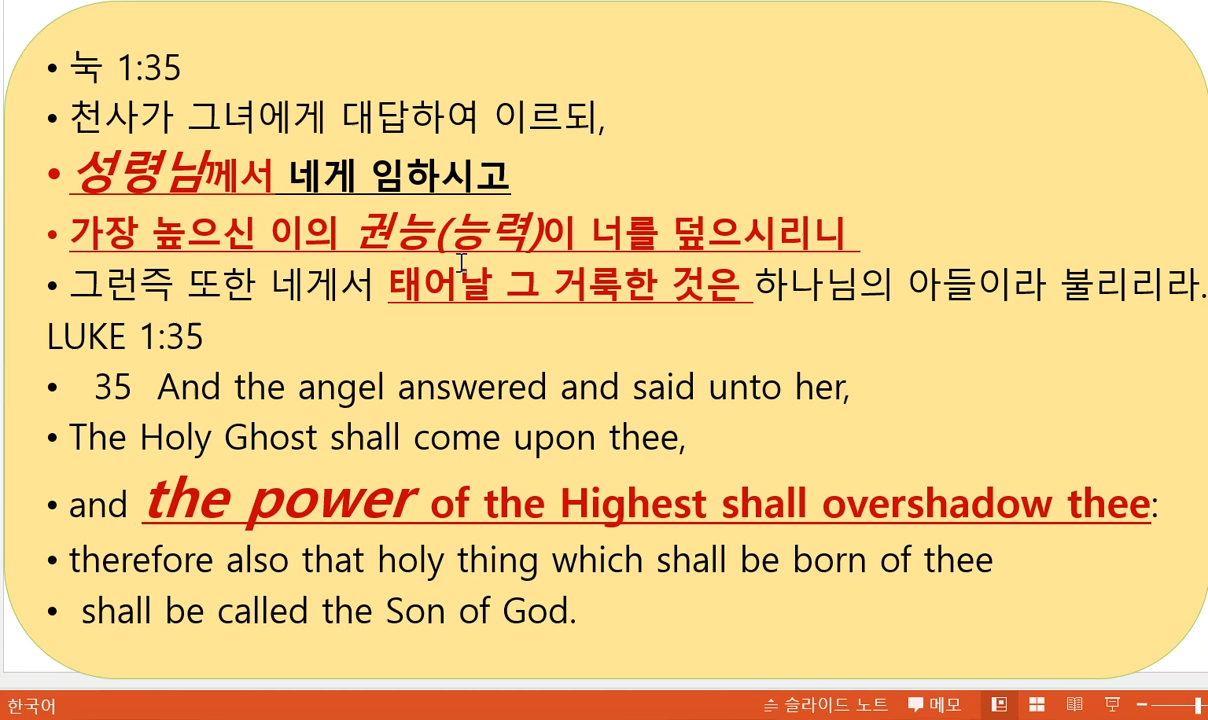 • 눅 1:35
• 천사가 그녀에게 대답하여 이르되,
• 성령님께서 네게 임하시고
• 가장 높으신 이의 권능(능력)이 너를 덮으시리니
• 그런즉 또한 네게서 태어날 그 거룩한 것은 하나님의 아들이라 불리리라.
LUKE 1:35
• 35 And the angel answered and said unto her,
• The Holy Ghost shall come upon thee,
• and the power of the Highest shall overshadow thee:
• therefore also that holy thing which shall be born of thee
• shall be called the Son of God.
한국어 슬라이드 노트 메모